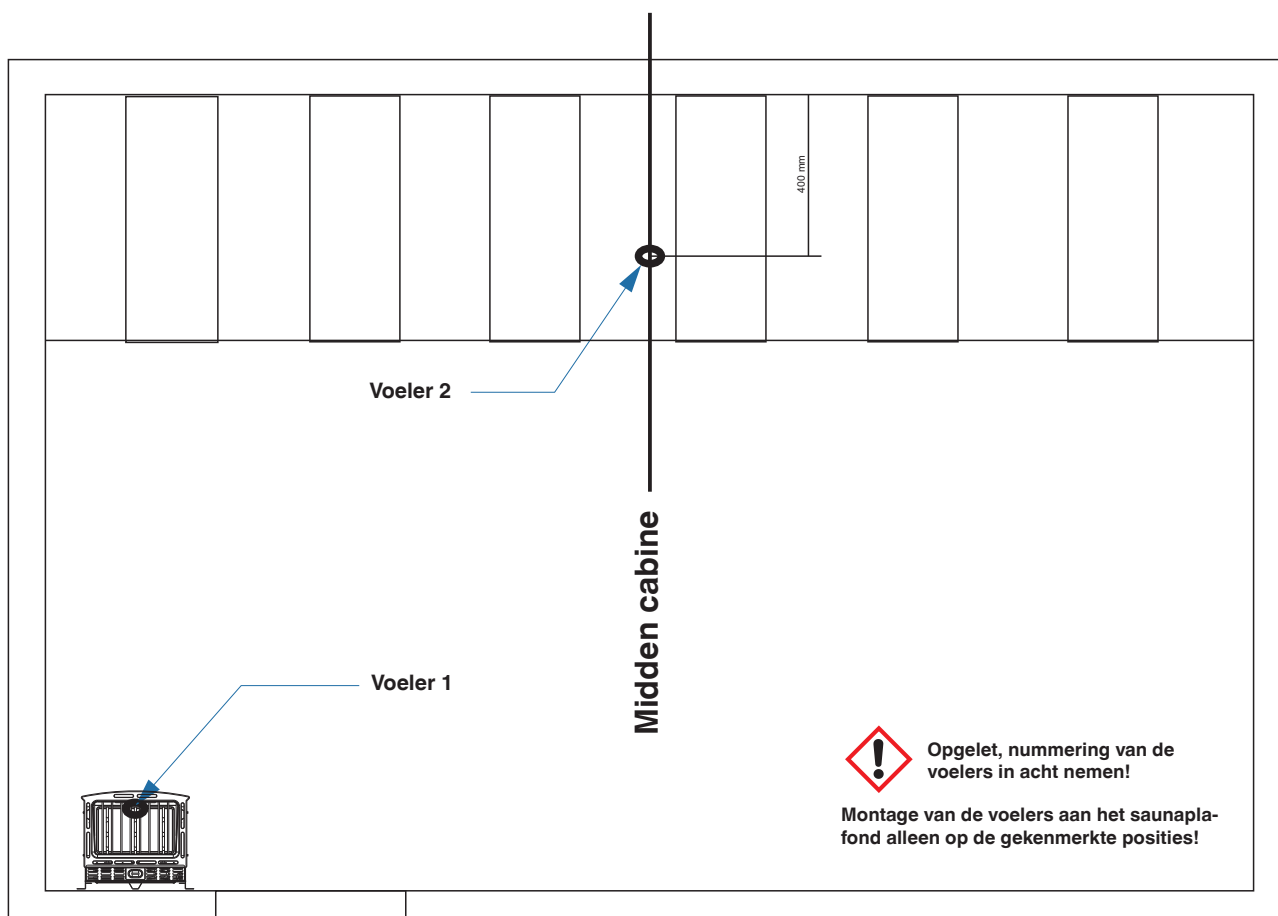 400 mm
Voeler 2
Midden cabine
Voeler 1
Opgelet, nummering van de
voelers in acht nemen!
Montage van de voelers aan het saunapla-
fond alleen op de gekenmerkte posities!